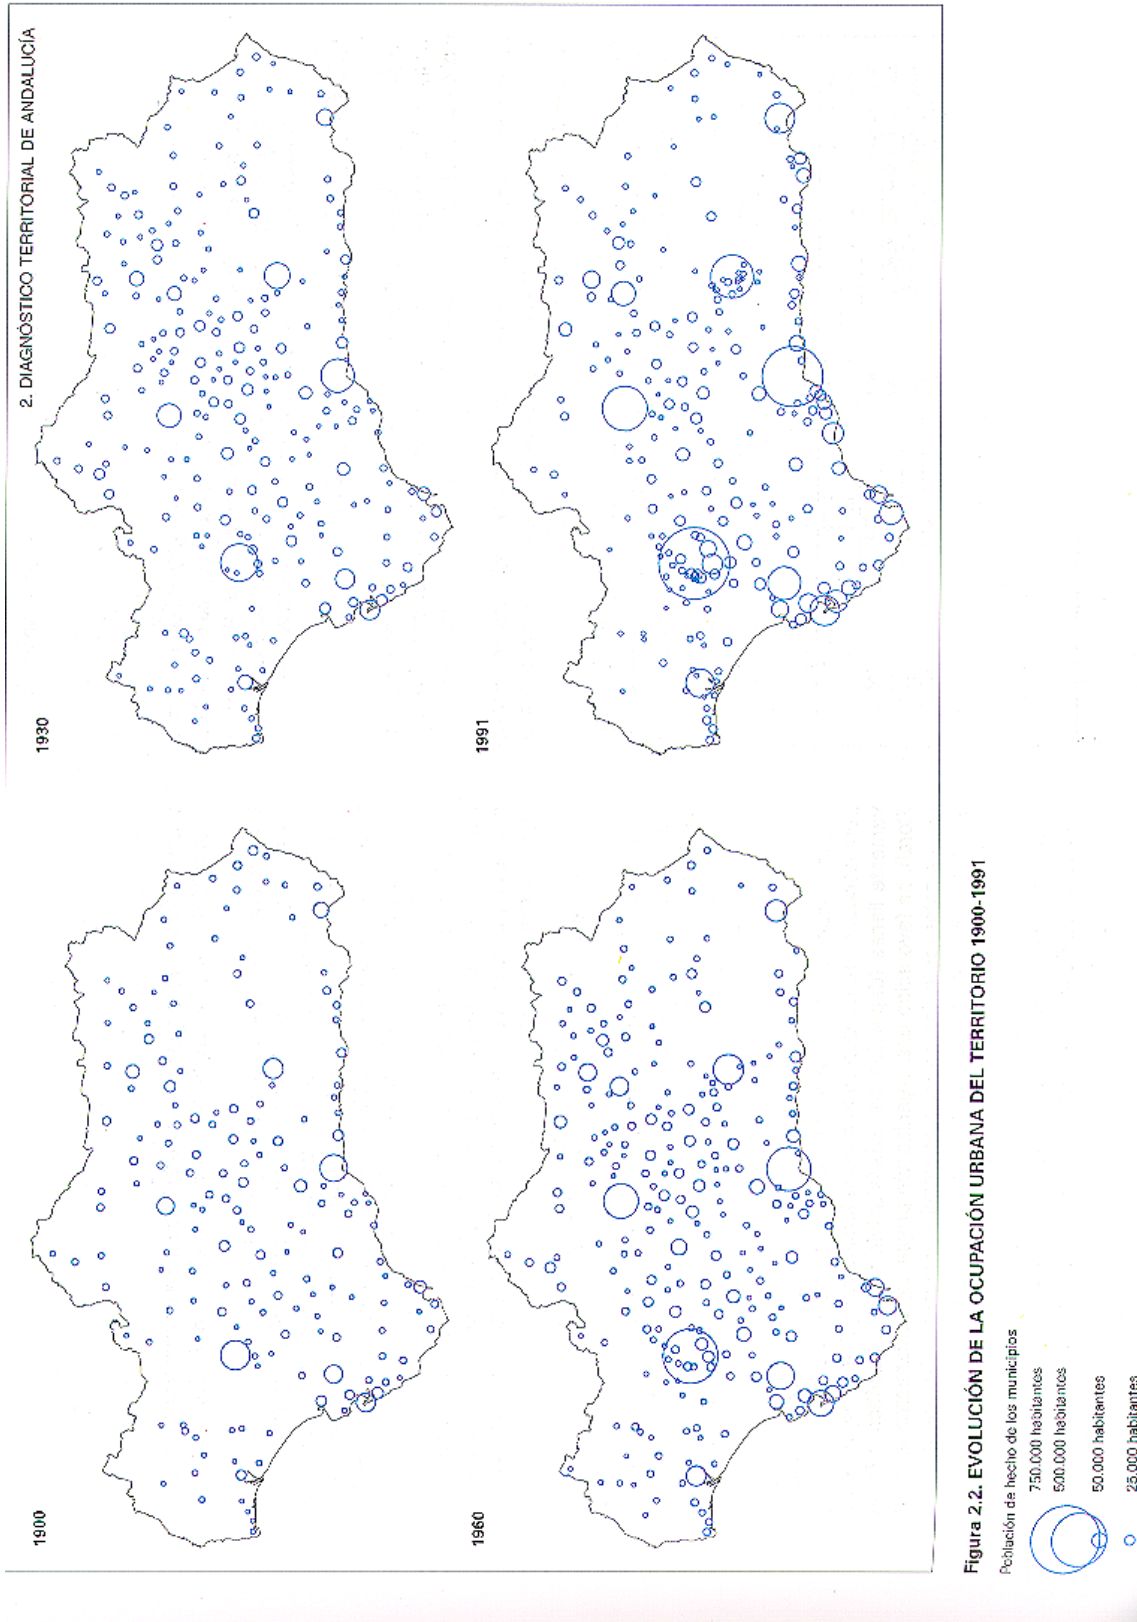 2. DIAGNÓSTICO TERRITORIAL DE ANDALUCÍA
1900
1930
1960
1991
Figura 2.2. EVOLUCIÓN DE LA OCUPACIÓN URBANA DEL TERRITORIO 1900-1991
Población de hecho de los municipios
750.000 habitantes
500.000 habitantes
50.000 habitantes
25.000 habitantes